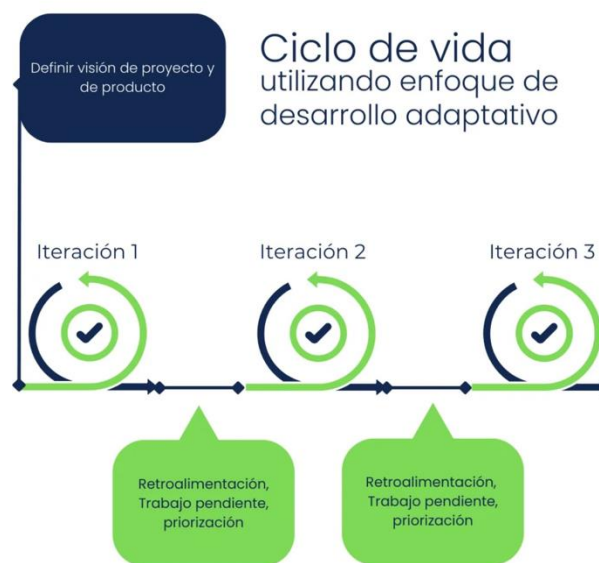 Definir visión de proyecto y
de producto
Ciclo de vida
utilizando enfoque de
desarrollo adaptativo
Iteración 1
Iteración 2
Iteración 3
Retroalimentación,
Trabajo pendiente,
priorización
Retroalimentación,
Trabajo pendiente,
priorización